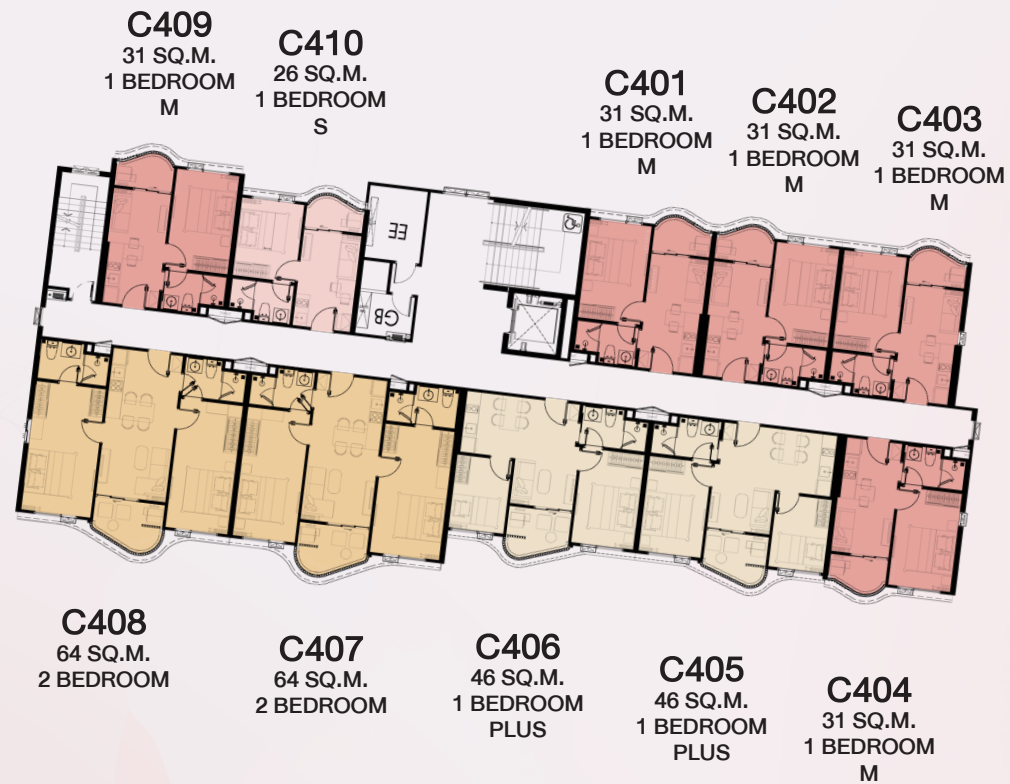 C409
31 SQ.M.
1 BEDROOM
M
C410
26 SQ.M.
1 BEDROOM
S
C401
31 SQ.M.
1 BEDROOM
M
C402
31 SQ.M.
1 BEDROOM
M
C403
31 SQ.M.
1 BEDROOM
M
EE
GB
C408
64 SQ.M.
2 BEDROOM
C407
64 SQ.M.
2 BEDROOM
C406
46 SQ.M.
1 BEDROOM
PLUS
C405
46 SQ.M.
1 BEDROOM
PLUS
C404
31 SQ.M.
1 BEDROOM
M